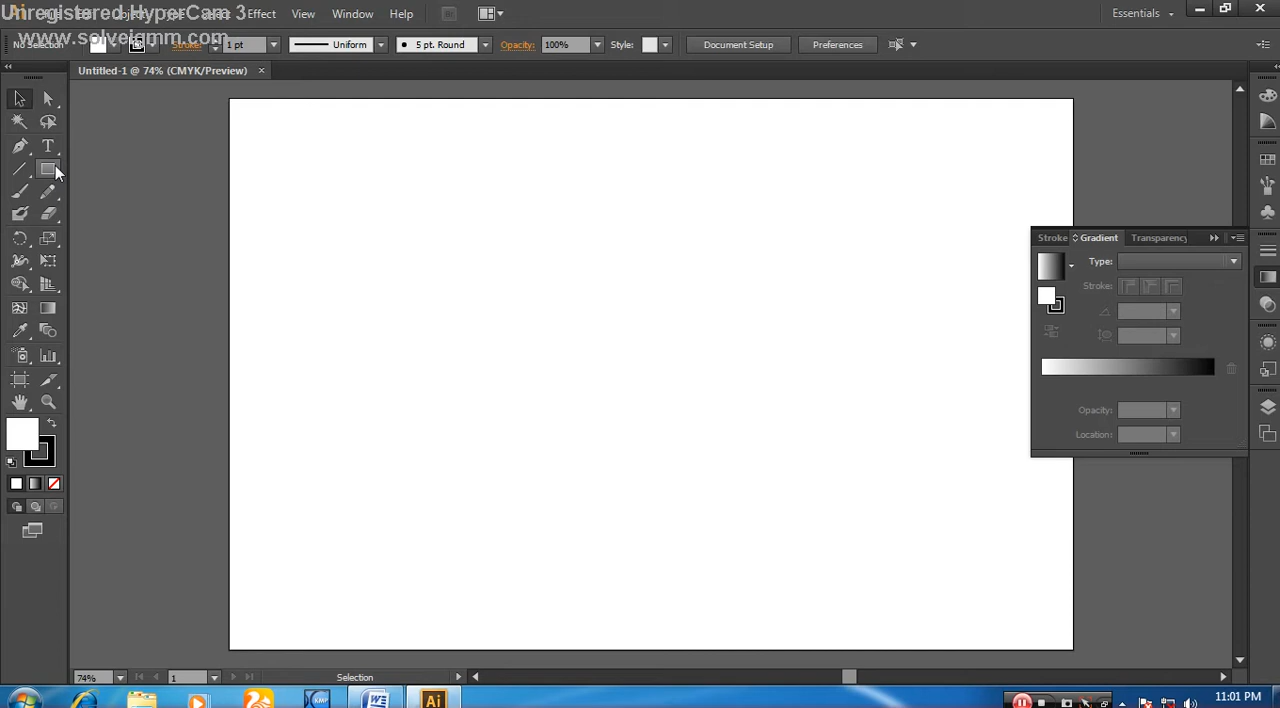 Unregistered HyperCam 3
Effect View Window Help
Essentials
www.solveigmm.com
No Selection
Stroke: 1 pt Uniform 5 pt. Round Opacity: 100% Style: Document Setup Preferences
Untitled-1 @ 74% (CMYK/Preview)
Stroke Gradient Transparency
Type:
Stroke:
Opacity:
Location:
74% 1 Selection
Ai
11:01 PM